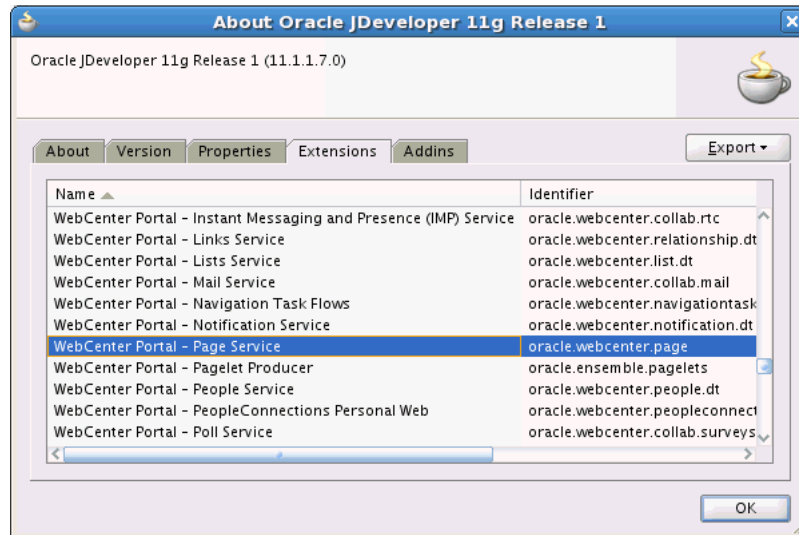 About Oracle JDeveloper 11g Release 1
Oracle JDeveloper 11g Release 1 (11.1.1.7.0)
About Version Properties Extensions Addins Export
Name Identifier
WebCenter Portal – Instant Messaging and Presence (IMP) Service oracle.webcenter.collab.rtc
WebCenter Portal – Links Service oracle.webcenter.relationship.dt
WebCenter Portal – Lists Service oracle.webcenter.list.dt
WebCenter Portal – Mail Service oracle.webcenter.collab.mail
WebCenter Portal – Navigation Task Flows oracle.webcenter.navigationtask
WebCenter Portal – Notification Service oracle.webcenter.notification.dt
WebCenter Portal – Page Service oracle.webcenter.page
WebCenter Portal – Pagelet Producer oracle.ensemble.pagelets
WebCenter Portal – People Service oracle.webcenter.people.dt
WebCenter Portal – PeopleConnections Personal Web oracle.webcenter.peopleconnect
WebCenter Portal – Poll Service oracle.webcenter.collab.surveys
OK